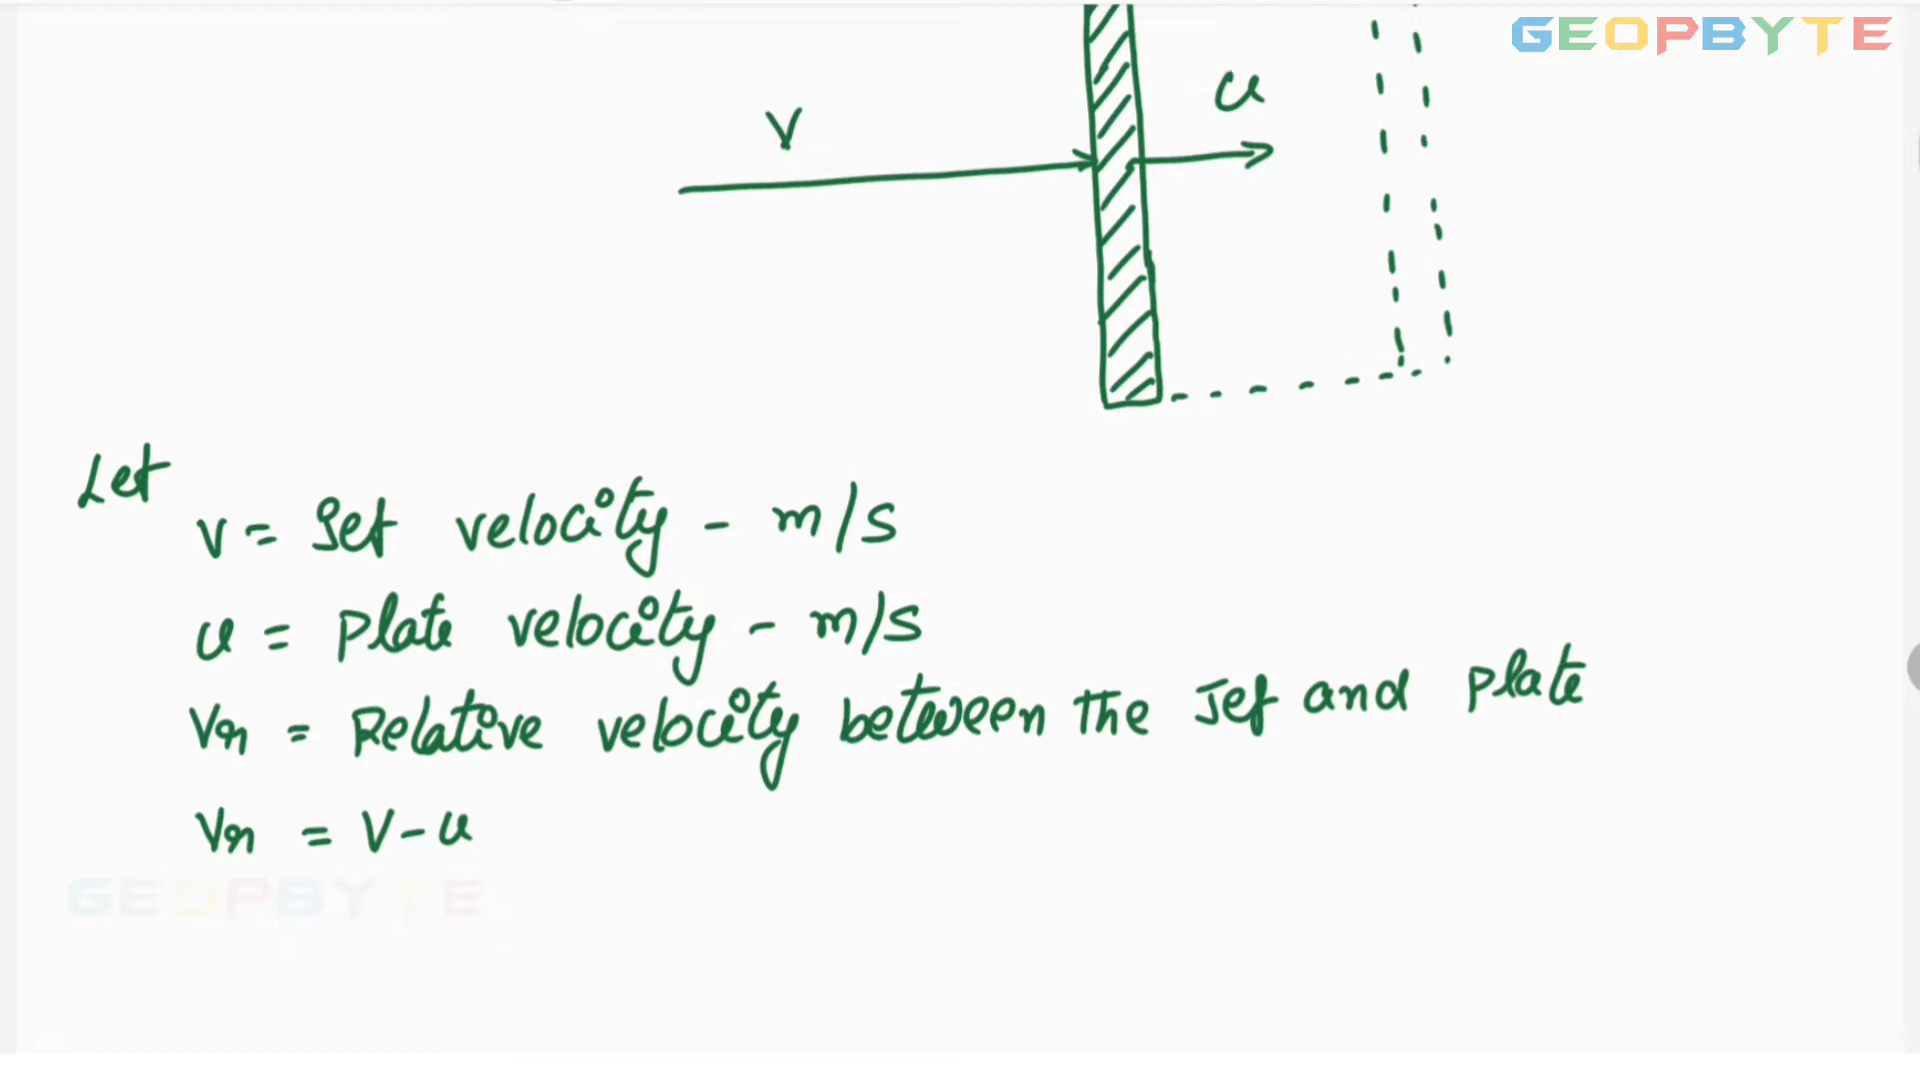 GEOPBYTE
V
u
Let
V = Jet velocity - m/s
u = Plate velocity - m/s
Vr = Relative velocity between the Jet and Plate
Vr = V - u
GEOPBYTE